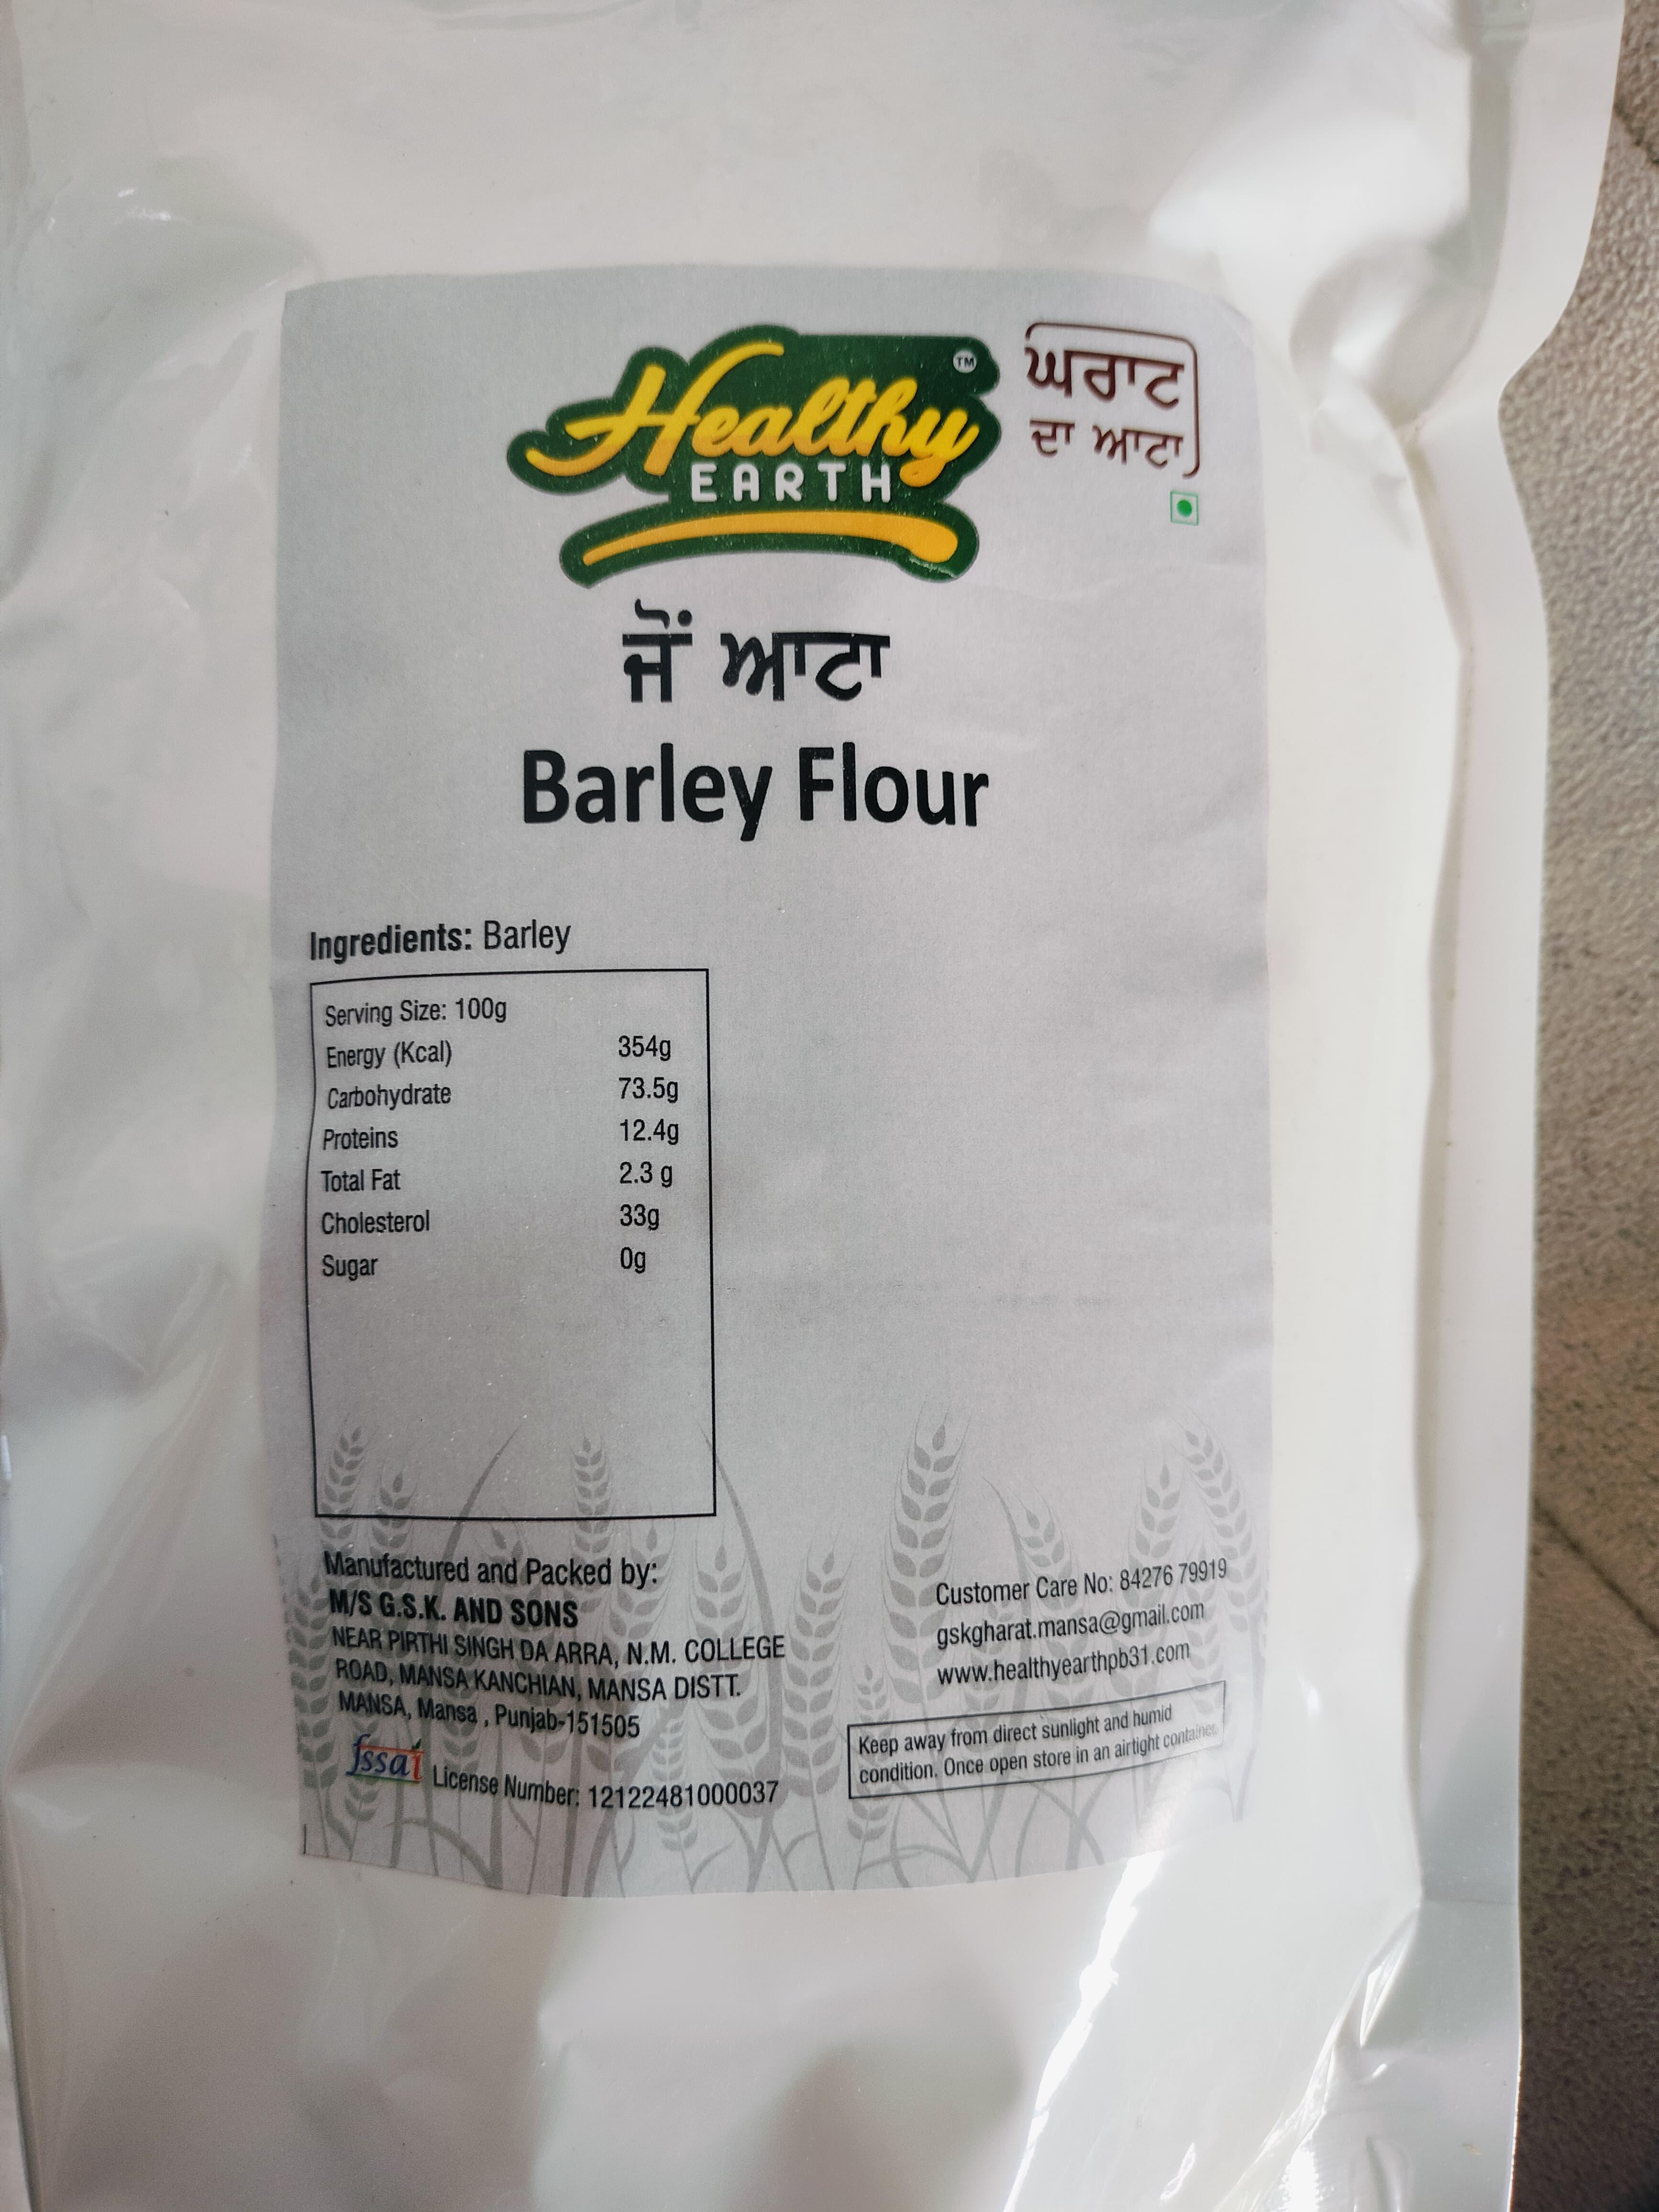 Healthy
TM
EARTH
ਘਰਾਟ
ਦਾ ਆਟਾ
ਜੋਂ ਆਟਾ
Barley Flour
Ingredients: Barley
Serving Size: 100g
Energy (Kcal) 354g
Carbohydrate 73.5g
Proteins 12.4g
Total Fat 2.3 g
Cholesterol 33g
Sugar 0g
Manufactured and Packed by:
M/S G.S.K. AND SONS
NEAR PIRTHI SINGH DA ARRA, N.M. COLLEGE
ROAD, MANSA KANCHIAN, MANSA DISTT.
MANSA, Mansa , Punjab-151505
fssai License Number: 12122481000037
Customer Care No: 84276 79919
gskgharat.mansa@gmail.com
www.healthyearthpb31.com
Keep away from direct sunlight and humid
condition. Once open store in an airtight container.